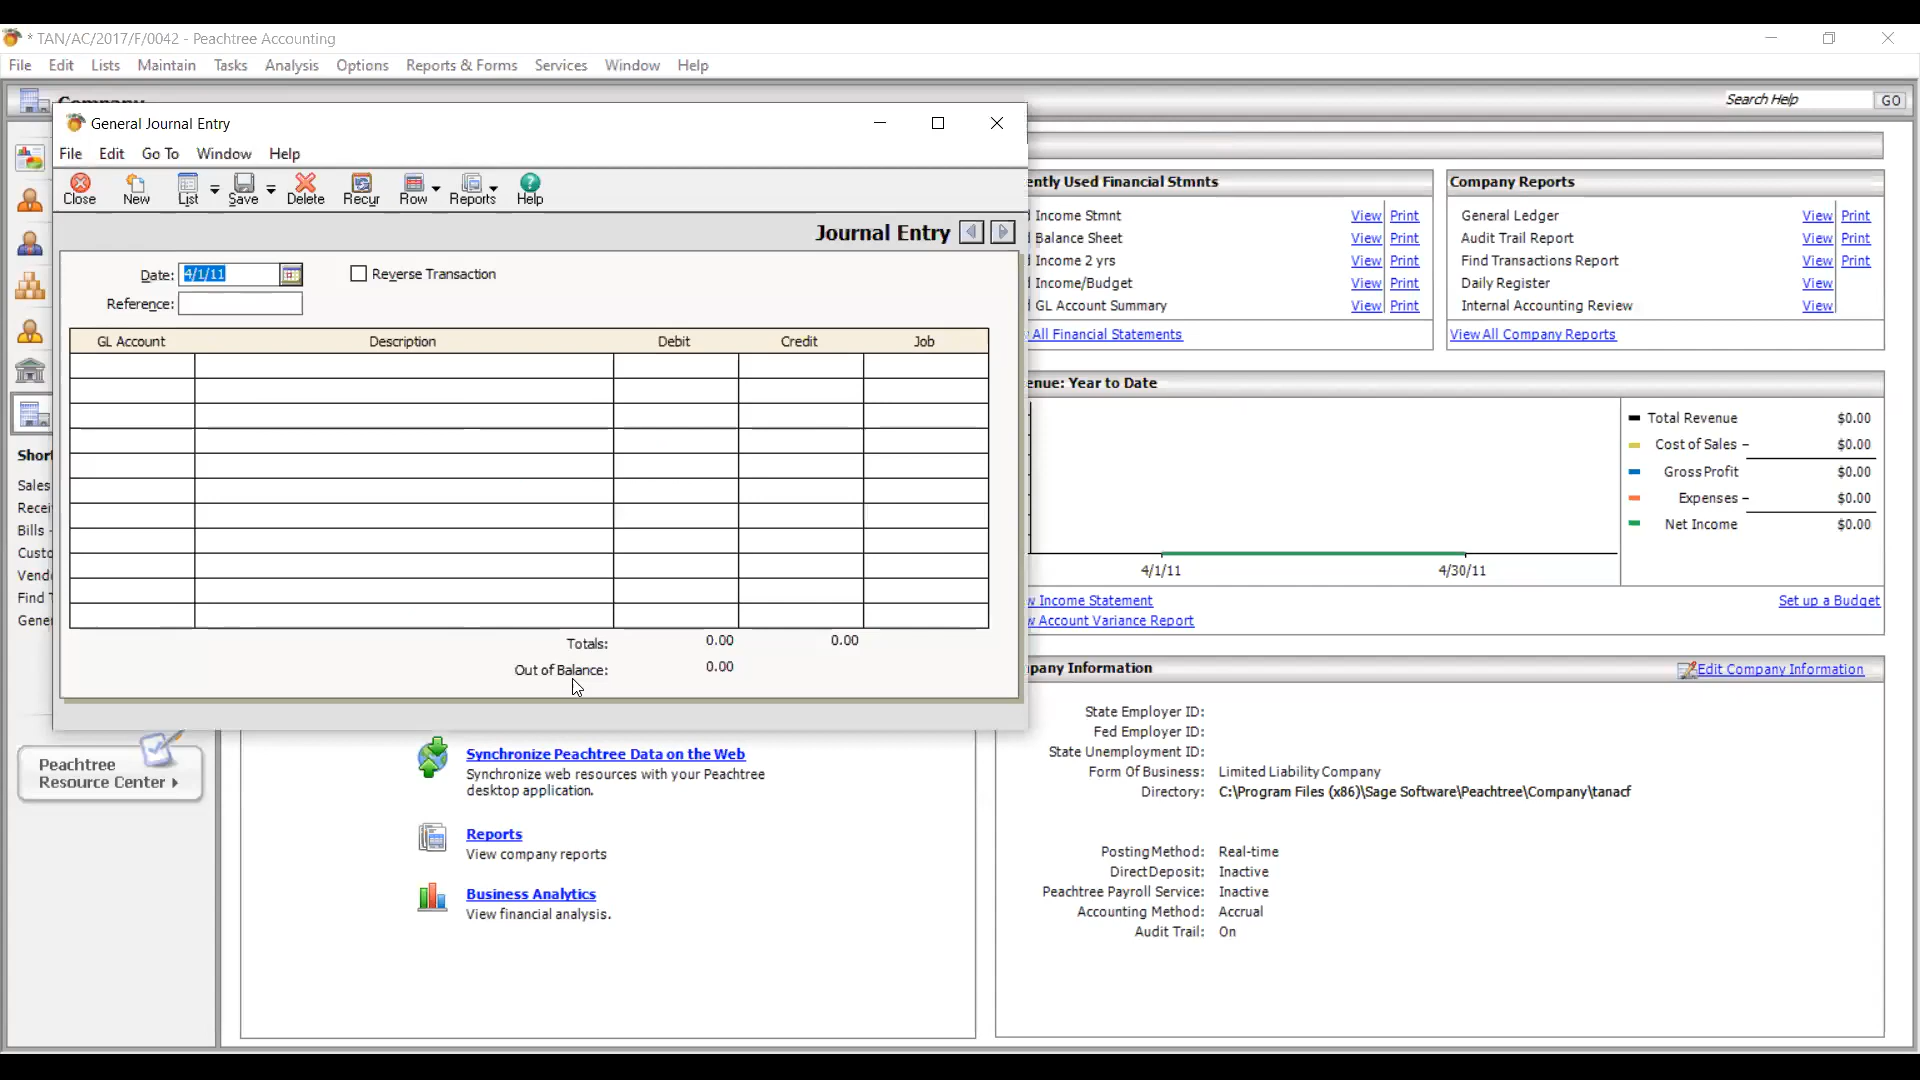 * TAN/AC/2017/F/0042 - Peachtree Accounting
File Edit Lists Maintain Tasks Analysis Options Reports & Forms Services Window Help
Company
Search Help GO
General Journal Entry
File Edit Go To Window Help
Close New List Save Delete Recur Row Reports Help
Journal Entry
Date: 4/1/11 Reverse Transaction
Reference:
GL Account Description Debit Credit Job
Totals: 0.00 0.00
Out of Balance: 0.00
Financial Stmnts
Income Stmnt View Print
Balance Sheet View Print
Income 2 yrs View Print
Income/Budget View Print
GL Account Summary View Print
All Financial Statements
Company Reports
General Ledger View Print
Audit Trail Report View Print
Find Transactions Report View Print
Daily Register View
Internal Accounting Review View
View All Company Reports
: Year to Date
4/1/11 4/30/11
Total Revenue $0.00
Cost of Sales – $0.00
Gross Profit $0.00
Expenses – $0.00
Net Income $0.00
Income Statement
Account Variance Report
Set up a Budget
Information
Edit Company Information
State Employer ID:
Fed Employer ID:
State Unemployment ID:
Form Of Business: Limited Liability Company
Directory: C:\Program Files (x86)\Sage Software\Peachtree\Company\tanacf
Posting Method: Real-time
Direct Deposit: Inactive
Peachtree Payroll Service: Inactive
Accounting Method: Accrual
Audit Trail: On
Short
Sales
Recei
Bills -
Custo
Vend
Find
Gene
Peachtree
Resource Center
Synchronize Peachtree Data on the Web
Synchronize web resources with your Peachtree
desktop application.
Reports
View company reports
Business Analytics
View financial analysis.